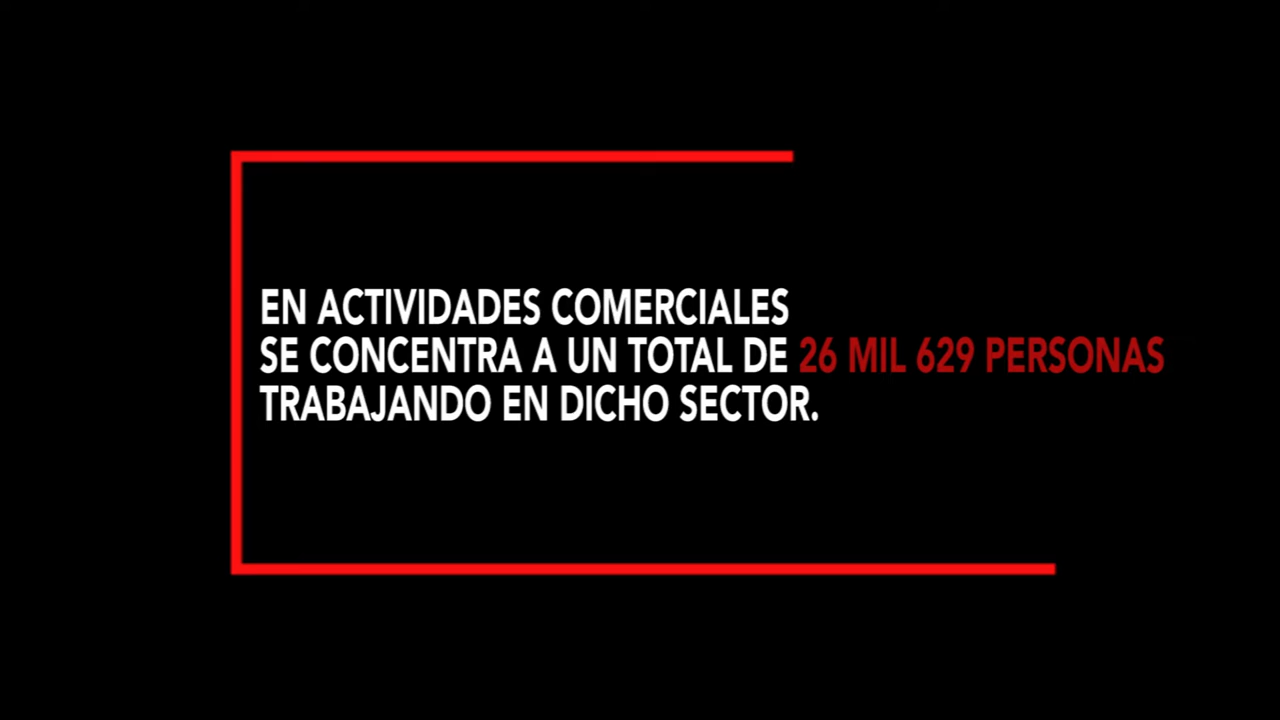 EN ACTIVIDADES COMERCIALES
SE CONCENTRA A UN TOTAL DE 26 MIL 629 PERSONAS
TRABAJANDO EN DICHO SECTOR.